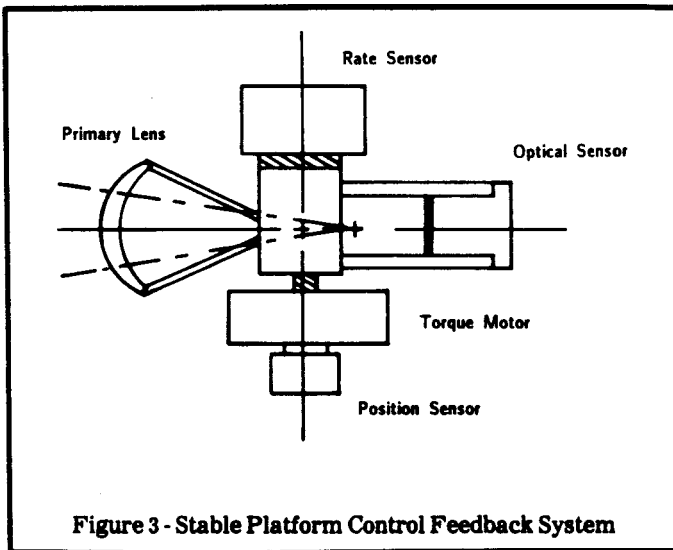 Rate Sensor
Primary Lens
Optical Sensor
Torque Motor
Position Sensor
Figure 3 - Stable Platform Control Feedback System